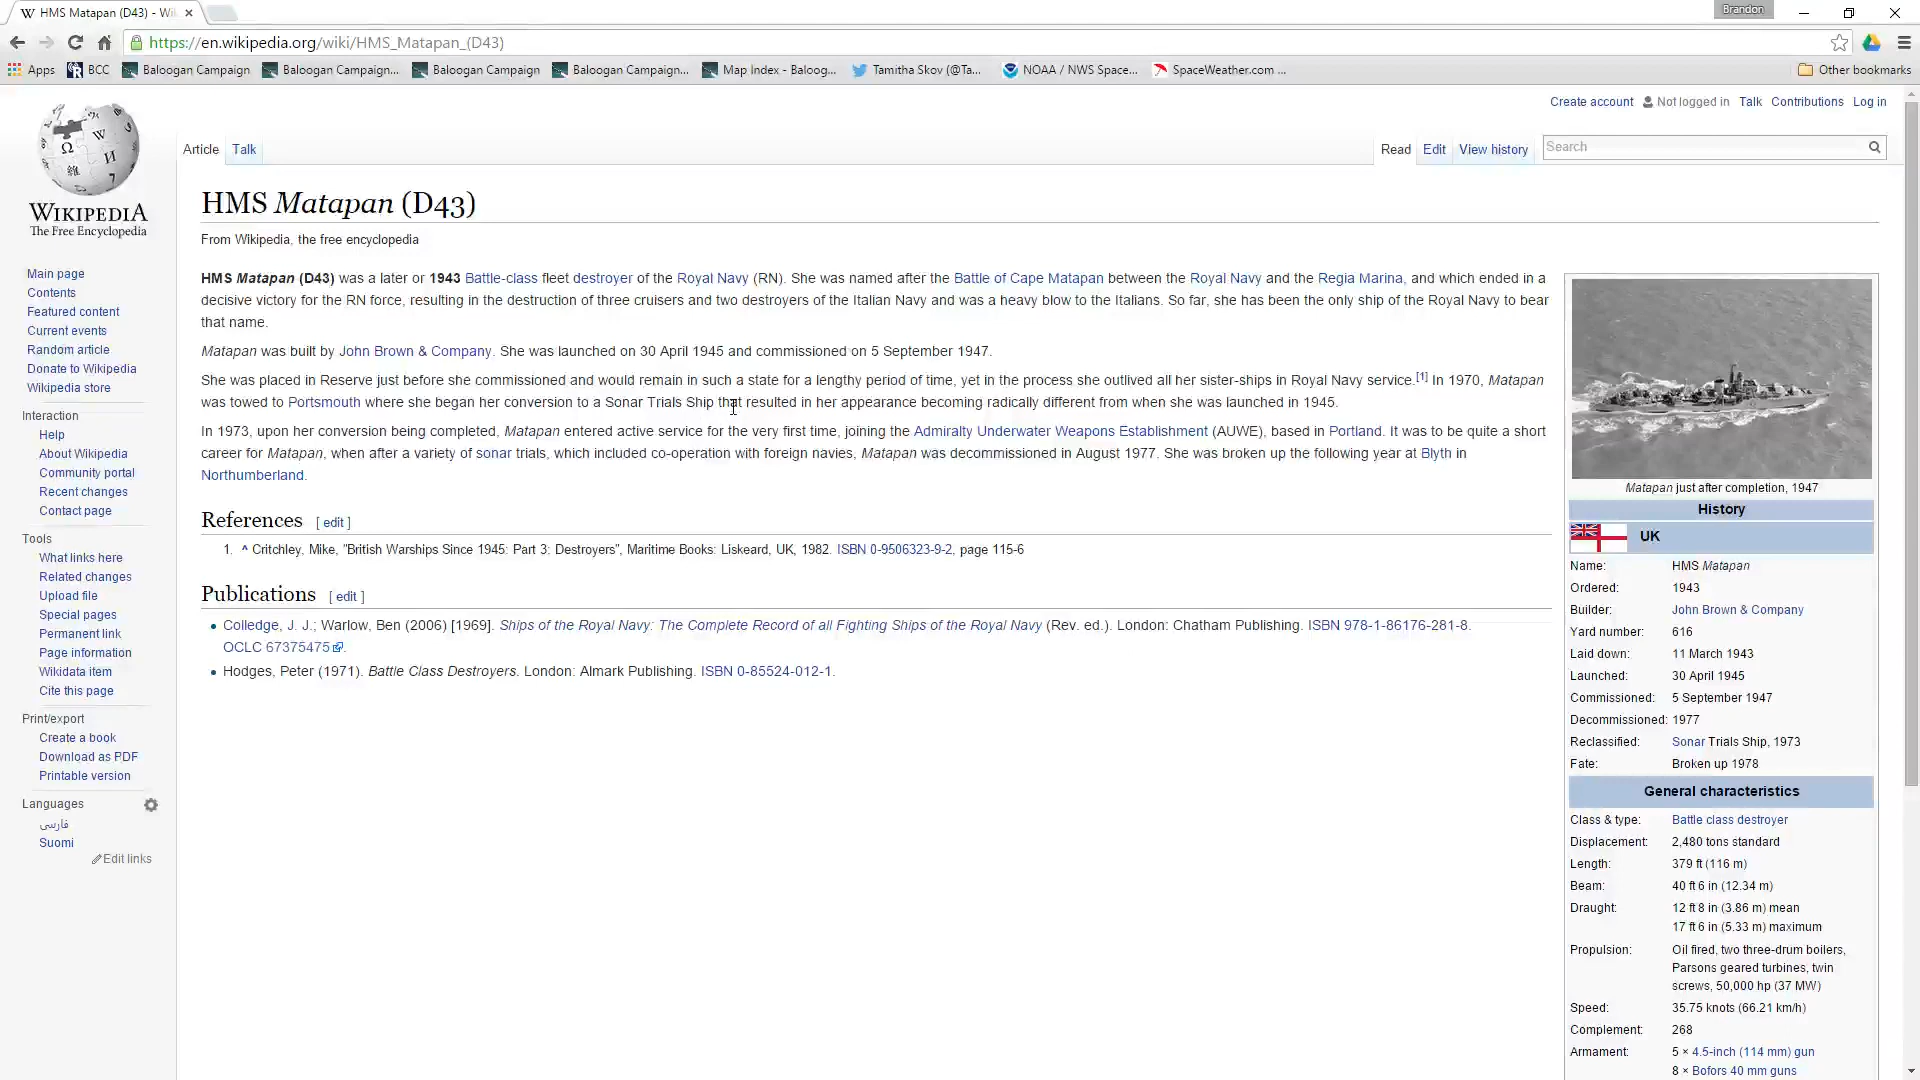 HMS Matapan (D43) - Wik
Brandon
https://en.wikipedia.org/wiki/HMS_Matapan_(D43)
Apps BCC Baloogan Campaign Baloogan Campaign... Baloogan Campaign Baloogan Campaign... Map Index - Baloog... Tamitha Skov (@Ta... NOAA / NWS Space... SpaceWeather.com ... Other bookmarks
Create account Not logged in Talk Contributions Log in
Article Talk Read Edit View history Search
WIKIPEDIA
The Free Encyclopedia
Main page
Contents
Featured content
Current events
Random article
Donate to Wikipedia
Wikipedia store
Interaction
Help
About Wikipedia
Community portal
Recent changes
Contact page
Tools
What links here
Related changes
Upload file
Special pages
Permanent link
Page information
Wikidata item
Cite this page
Print/export
Create a book
Download as PDF
Printable version
Languages
فارسی
Suomi
Edit links
HMS Matapan (D43)
From Wikipedia, the free encyclopedia
HMS Matapan (D43) was a later or 1943 Battle-class fleet destroyer of the Royal Navy (RN). She was named after the Battle of Cape Matapan between the Royal Navy and the Regia Marina, and which ended in a
decisive victory for the RN force, resulting in the destruction of three cruisers and two destroyers of the Italian Navy and was a heavy blow to the Italians. So far, she has been the only ship of the Royal Navy to bear
that name.
Matapan was built by John Brown & Company. She was launched on 30 April 1945 and commissioned on 5 September 1947.
She was placed in Reserve just before she commissioned and would remain in such a state for a lengthy period of time, yet in the process she outlived all her sister-ships in Royal Navy service.[1] In 1970, Matapan
was towed to Portsmouth where she began her conversion to a Sonar Trials Ship that resulted in her appearance becoming radically different from when she was launched in 1945.
In 1973, upon her conversion being completed, Matapan entered active service for the very first time, joining the Admiralty Underwater Weapons Establishment (AUWE), based in Portland. It was to be quite a short
career for Matapan, when after a variety of sonar trials, which included co-operation with foreign navies, Matapan was decommissioned in August 1977. She was broken up the following year at Blyth in
Northumberland.
References [ edit ]
1. ^ Critchley, Mike, "British Warships Since 1945: Part 3: Destroyers", Maritime Books: Liskeard, UK, 1982. ISBN 0-9506323-9-2, page 115-6
Publications [ edit ]
• Colledge, J. J.; Warlow, Ben (2006) [1969]. Ships of the Royal Navy: The Complete Record of all Fighting Ships of the Royal Navy (Rev. ed.). London: Chatham Publishing. ISBN 978-1-86176-281-8.
OCLC 67375475.
• Hodges, Peter (1971). Battle Class Destroyers. London: Almark Publishing. ISBN 0-85524-012-1.
Matapan just after completion, 1947
History
UK
Name: HMS Matapan
Ordered: 1943
Builder: John Brown & Company
Yard number: 616
Laid down: 11 March 1943
Launched: 30 April 1945
Commissioned: 5 September 1947
Decommissioned: 1977
Reclassified: Sonar Trials Ship, 1973
Fate: Broken up 1978
General characteristics
Class & type: Battle class destroyer
Displacement: 2,480 tons standard
Length: 379 ft (116 m)
Beam: 40 ft 6 in (12.34 m)
Draught: 12 ft 8 in (3.86 m) mean
17 ft 6 in (5.33 m) maximum
Propulsion: Oil fired, two three-drum boilers,
Parsons geared turbines, twin
screws, 50,000 hp (37 MW)
Speed: 35.75 knots (66.21 km/h)
Complement: 268
Armament: 5 × 4.5-inch (114 mm) gun
8 × Bofors 40 mm guns